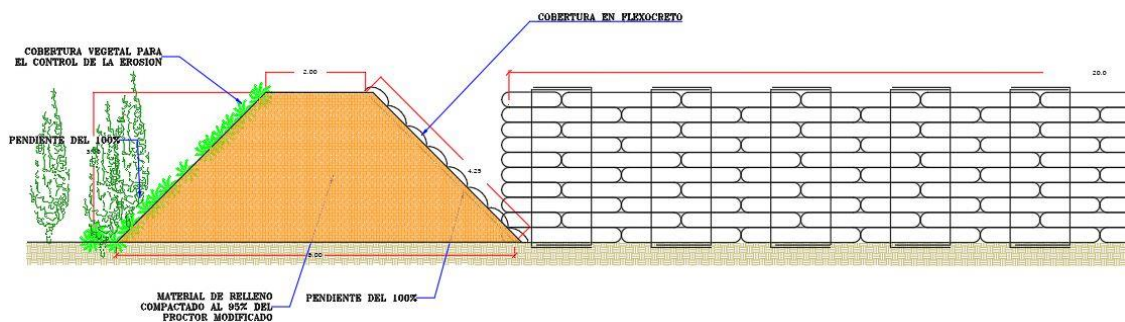 COBERTURA EN FLEXOCRETO
COBERTURA VEGETAL PARA
EL CONTROL DE LA EROSION
2.00
20.0
PENDIENTE DEL 100%
4.25
MATERIAL DE RELLENO
COMPACTADO AL 95% DEL
PROCTOR MODIFICADO
PENDIENTE DEL 100%